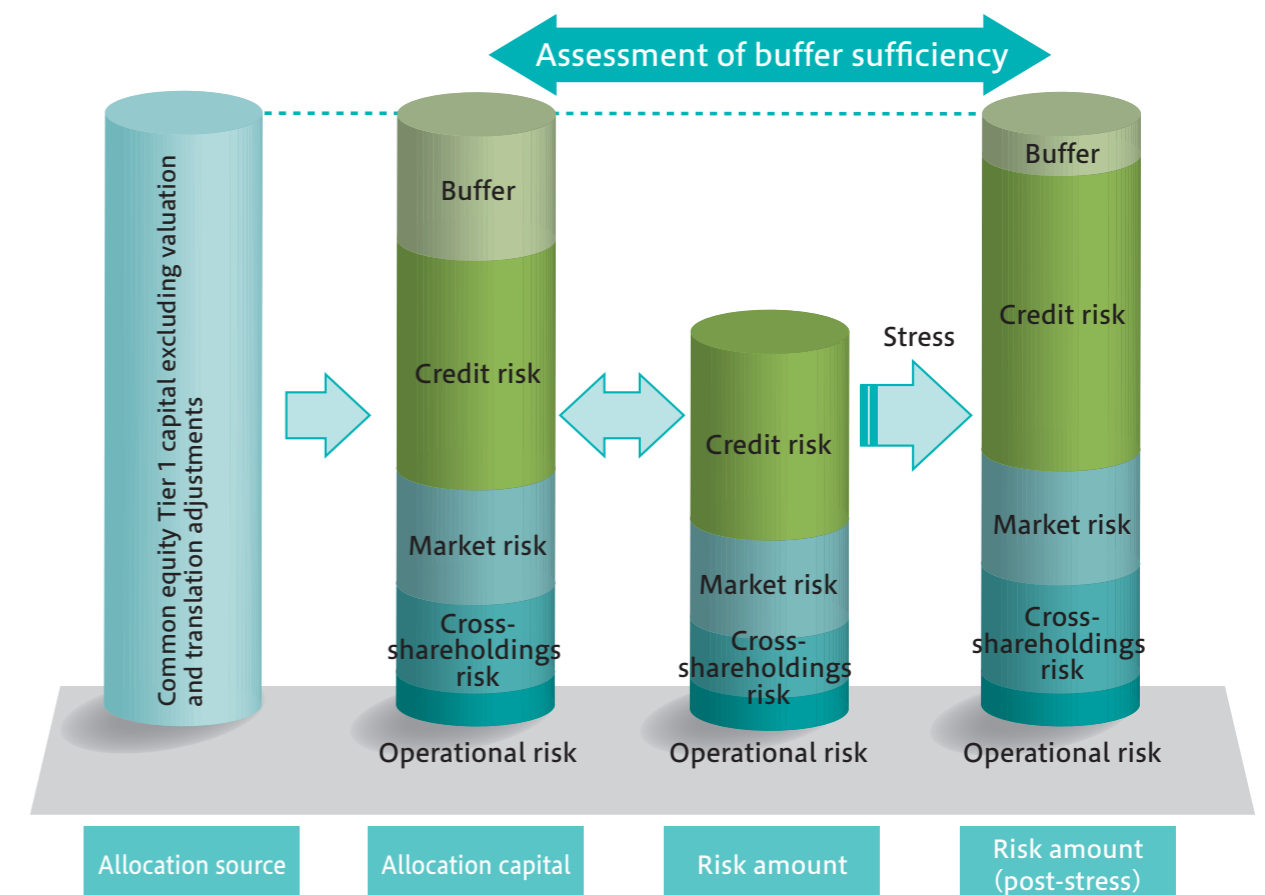 Assessment of buffer sufficiency
Common equity Tier 1 capital excluding valuation
and translation adjustments
Buffer
Credit risk
Market risk
Cross-
shareholdings
risk
Operational risk
Credit risk
Market risk
Cross-
shareholdings
risk
Operational risk
Stress
Buffer
Credit risk
Market risk
Cross-
shareholdings
risk
Operational risk
Allocation source
Allocation capital
Risk amount
Risk amount
(post-stress)